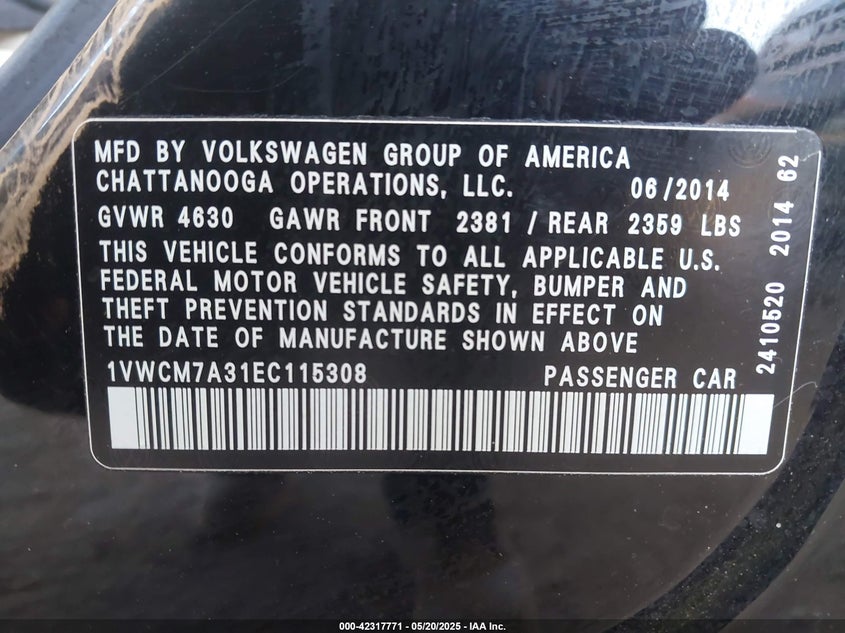 MFD BY VOLKSWAGEN GROUP OF AMERICA
CHATTANOOGA OPERATIONS, LLC. 06/2014
GVWR 4630 GAWR FRONT 2381 / REAR 2359 LBS
THIS VEHICLE CONFORMS TO ALL APPLICABLE U.S.
FEDERAL MOTOR VEHICLE SAFETY, BUMPER AND
THEFT PREVENTION STANDARDS IN EFFECT ON
THE DATE OF MANUFACTURE SHOWN ABOVE
1VWCM7A31EC115308 PASSENGER CAR
2410520 2014 62
000-42317771 - 05/20/2025 - IAA Inc.